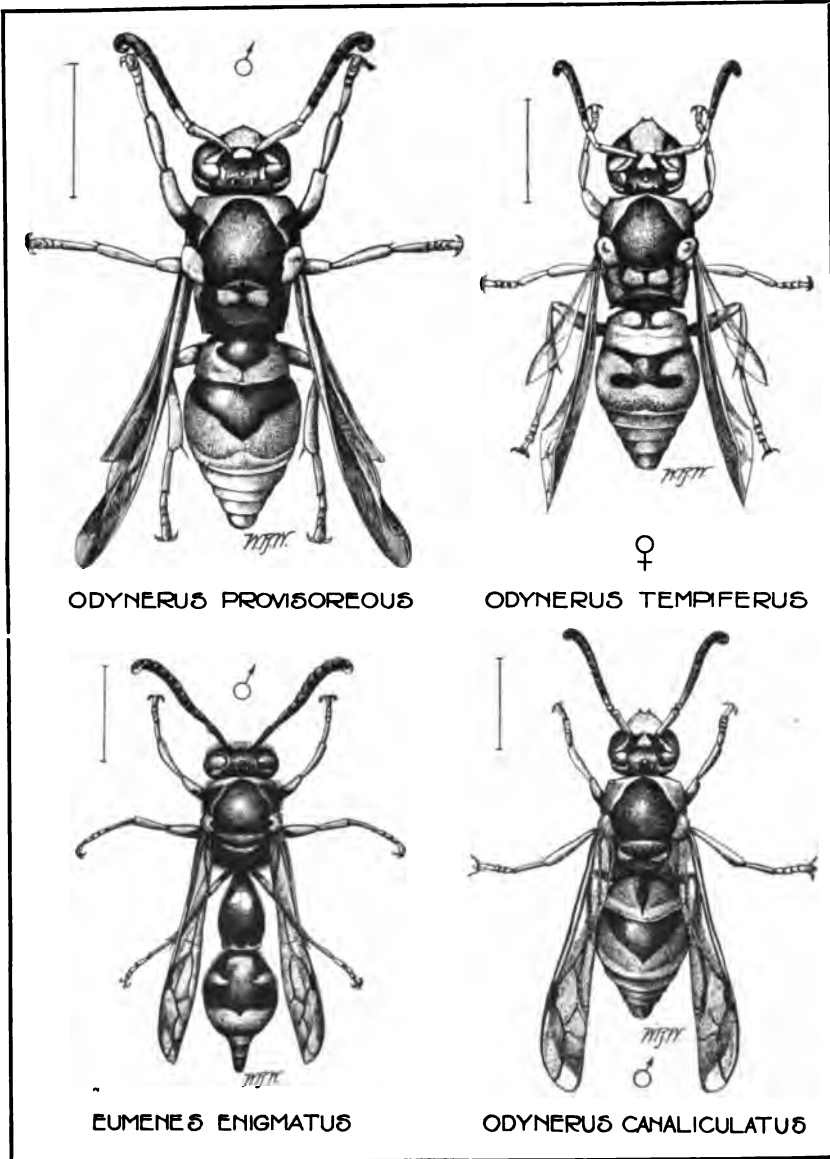 ♂
W.B.W.
ODYNERUS PROVISOREOUS
W.B.W.
♀
ODYNERUS TEMPIFERUS
♂
W.B.W.
EUMENES ENIGMATUS
W.B.W.
♂
ODYNERUS CANALICULATUS